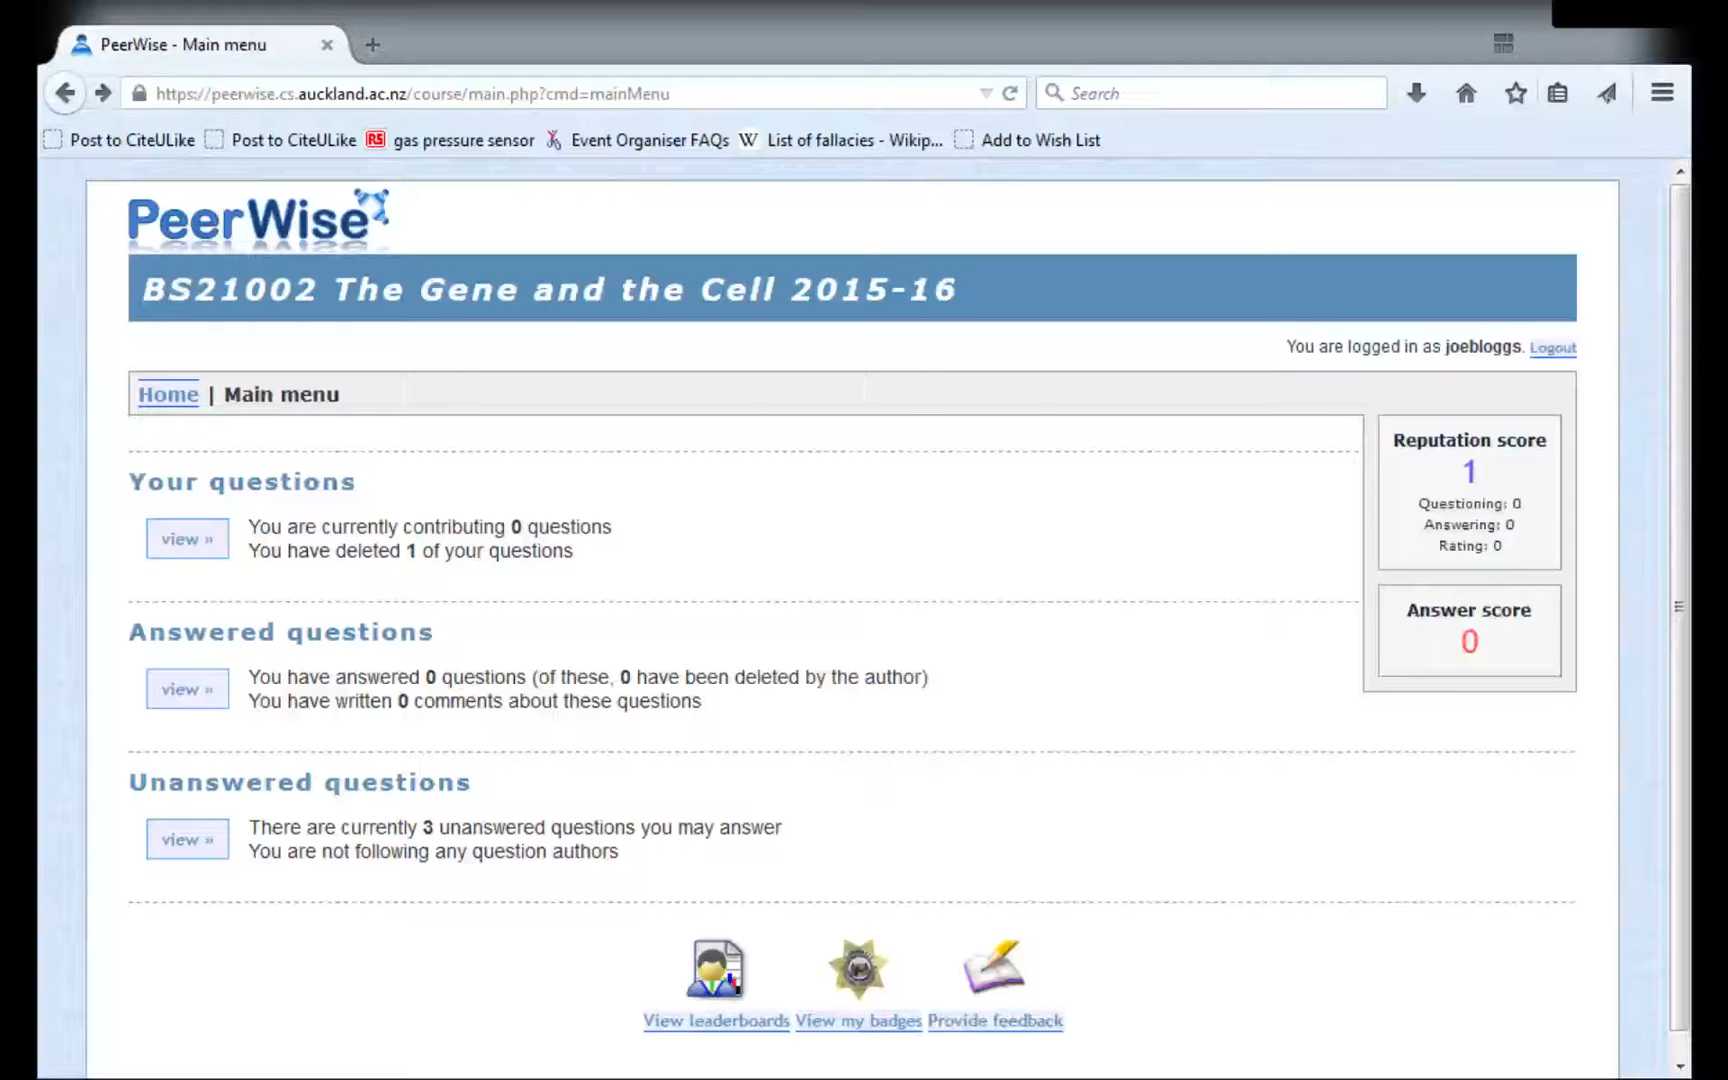 PeerWise - Main menu
https://peerwise.cs.auckland.ac.nz/course/main.php?cmd=mainMenu
Search
Post to CiteULike
Post to CiteULike
RS
gas pressure sensor
Event Organiser FAQs
W
List of fallacies - Wikip...
Add to Wish List
PeerWise
BS21002 The Gene and the Cell 2015-16
You are logged in as joebloggs. Logout
Home | Main menu
Reputation score
1
Questioning: 0
Answering: 0
Rating: 0
Answer score
0
Your questions
view »
You are currently contributing 0 questions
You have deleted 1 of your questions
Answered questions
view »
You have answered 0 questions (of these, 0 have been deleted by the author)
You have written 0 comments about these questions
Unanswered questions
view »
There are currently 3 unanswered questions you may answer
You are not following any question authors
View leaderboards
View my badges
Provide feedback